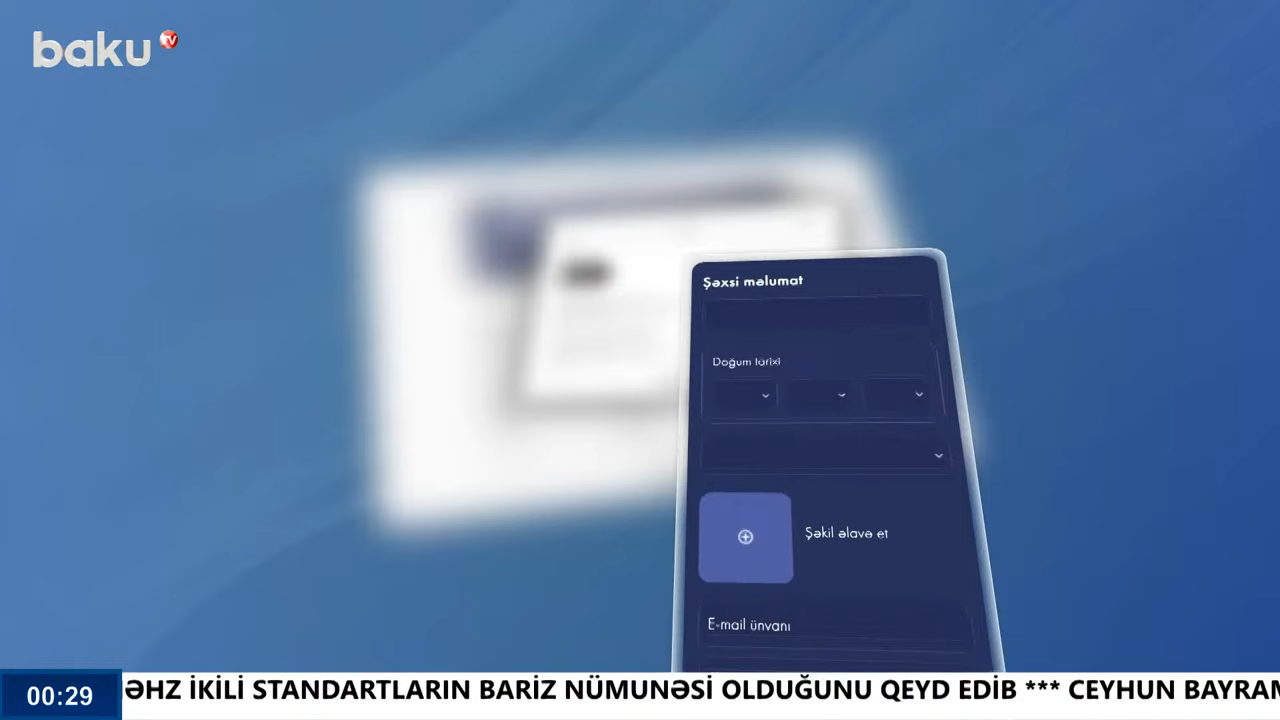 baku TV
Şəxsi məlumat
Doğum tarixi
Şəkil əlavə et
E-mail ünvanı
00:29
ƏHZ İKİLİ STANDARTLARIN BARİZ NÜMUNƏSİ OLDUĞUNU QEYD EDİB *** CEYHUN BAYRAM